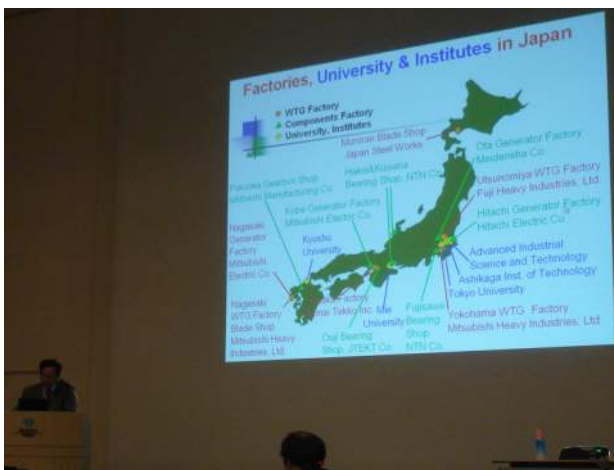 Factories, University & Institutes in Japan
WTG Factory
Components Factory
University, Institutes
Muroran Blade Shop
Japan Steel Works
Ota Generator Factory
Meidensha Co.
Bearing Shop, NTN Co.
Utsunomiya WTG Factory
Fuji Heavy Industries, Ltd.
Fukuoka Gearbox Shop
Manufacturing Co.
Kobe Generator Factory
Mitsubishi Electric Co.
Hitachi Generator Factory
Hitachi Electric Co.
Nagasaki
Generator
Factory
Mitsubishi
Electric Co.
Kyushu
University
Advanced Industrial
Science and Technology
Ashikaga Inst. of Technology
Tokyo University
Nagasaki
WTG Factory
Blade Shop
Mitsubishi Heavy
Industries, Ltd.
Factory
Tekko Inc.
Mie
University
Fujisawa
Bearing
Shop
NTN Co.
Yokohama WTG Factory
Mitsubishi Heavy Industries, Ltd.
Bearing
Shop, JTEKT Co.